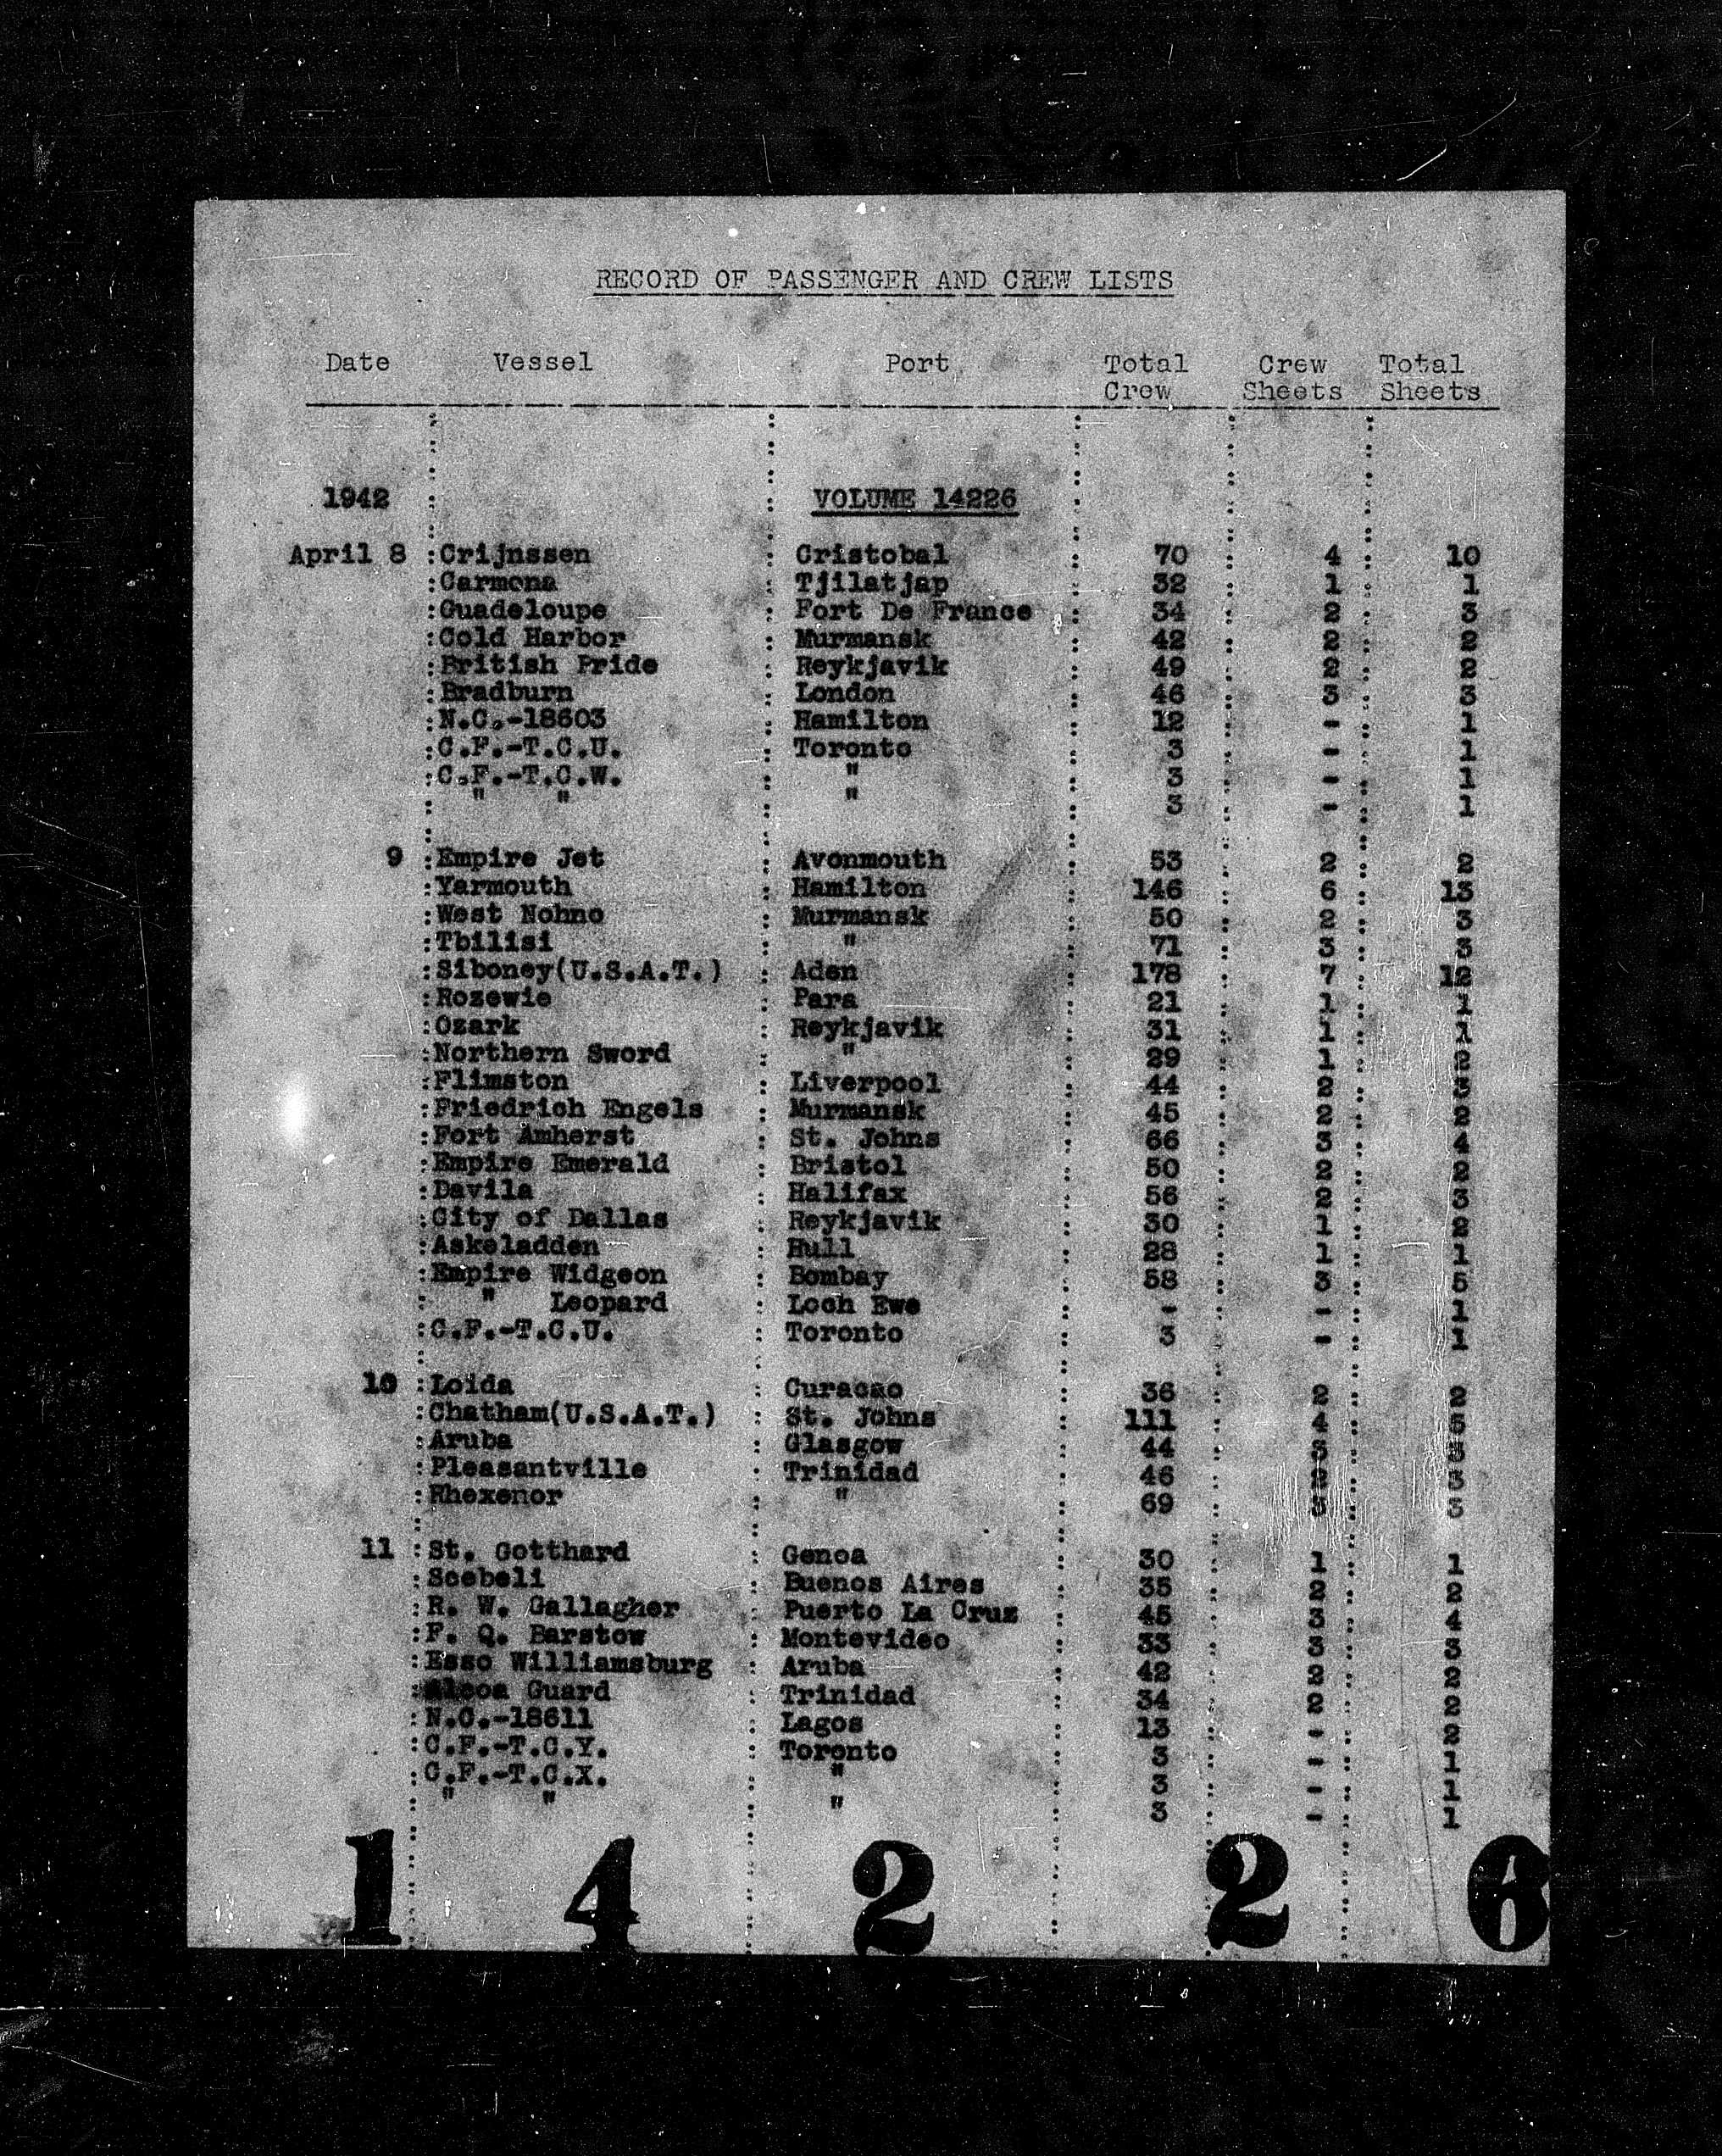 RECORD OF PASSENGER AND CREW LISTS
Date Vessel Port Total Crew Sheets Total Sheets
Crew
1942 VOLUME 14226
April 8 :Crijnssen : Cristobal : 70 : 4 : 10
:Carmona : Tjilatjap : 32 : 1 : 1
:Guadeloupe : Fort De France : 34 : 2 : 3
:Cold Harbor : Murmansk : 42 : 2 : 2
:British Pride : Reykjavik : 49 : 2 : 2
:Bradburn : London : 46 : 3 : 3
:N.C.-18603 : Hamilton : 12 : - : 1
:C.F.-T.C.U. : Toronto : 3 : - : 1
:C.F.-T.C.W. : " : 3 : - : 1
: " " : " : 3 : - : 1
9 :Empire Jet : Avonmouth : 53 : 2 : 2
:Yarmouth : Hamilton : 146 : 6 : 13
:West Nohno : Murmansk : 50 : 2 : 3
:Tbilisi : " : 71 : 3 : 3
:Siboney(U.S.A.T.) : Aden : 178 : 7 : 12
:Rozewie : Para : 21 : 1 : 1
:Ozark : Reykjavik : 31 : 1 : 1
:Northern Sword : " : 29 : 1 : 2
:Flimston : Liverpool : 44 : 2 : 3
:Friedrich Engels : Murmansk : 45 : 2 : 2
:Fort Amherst : St. Johns : 66 : 3 : 4
:Empire Emerald : Bristol : 50 : 2 : 2
:Davila : Halifax : 56 : 2 : 3
:City of Dallas : Reykjavik : 30 : 1 : 2
:Askeladden : Hull : 28 : 1 : 1
:Empire Widgeon : Bombay : 58 : 3 : 5
: " Leopard : Loch Ewe : - : - : 1
:C.F.-T.C.U. : Toronto : 3 : - : 1
10 :Loida : Curacao : 36 : 2 : 2
:Chatham(U.S.A.T.) : St. Johns : 111 : 4 : 5
:Aruba : Glasgow : 44 : 3 :
:Pleasantville : Trinidad : 46 : : 3
:Rhexenor : " : 69 : 3 : 3
11 :St. Gotthard : Genoa : 30 : 1 : 1
:Scebeli : Buenos Aires : 35 : 2 : 2
:R. W. Gallagher : Puerto La Cruz : 45 : 3 : 4
:F. Q. Barstow : Montevideo : 33 : 3 : 3
:Esso Williamsburg : Aruba : 42 : 2 : 2
:Alcoa Guard : Trinidad : 34 : 2 : 2
:N.C.-18611 : Lagos : 13 : - : 2
:C.F.-T.C.Y. : Toronto : 3 : - : 1
:C.F.-T.C.X. : " : 3 : - : 1
: " " : " : 3 : - : 1
1 4 2 2 6